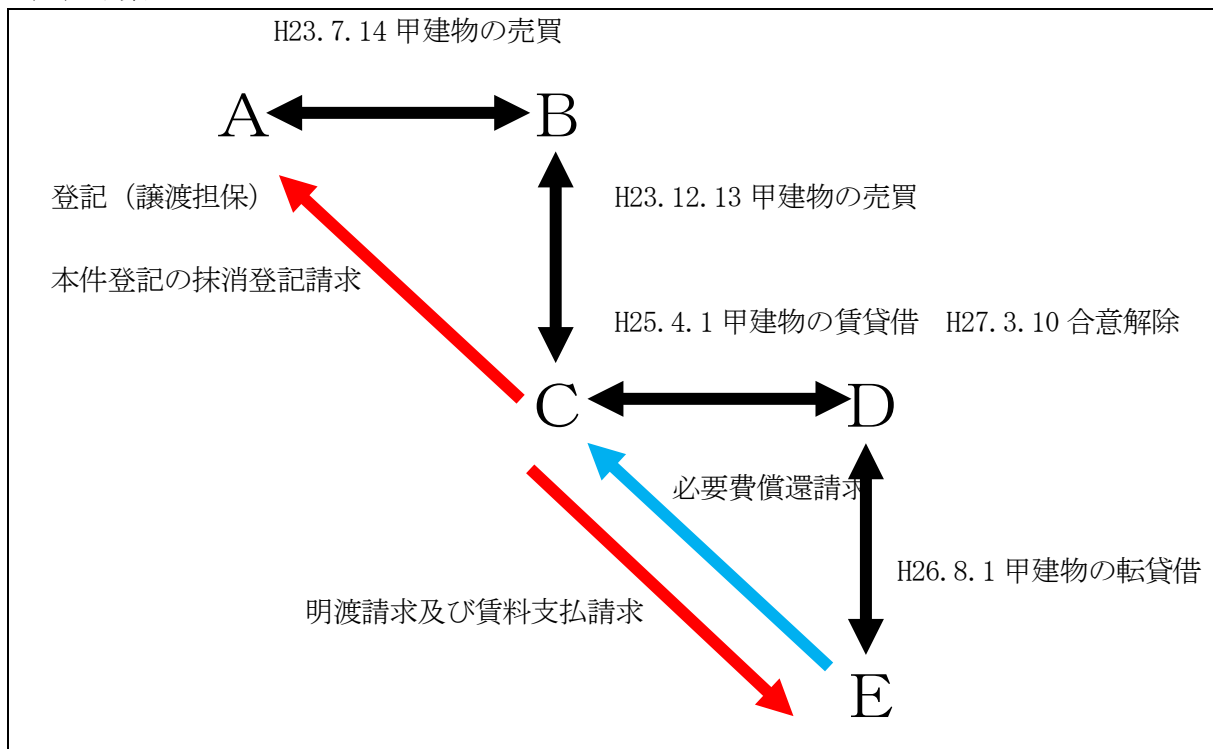 H23.7.14 甲建物の売買
A
B
登記（譲渡担保）
H23.12.13 甲建物の売買
本件登記の抹消登記請求
H25.4.1 甲建物の賃貸借　H27.3.10 合意解除
C
D
必要費償還請求
H26.8.1 甲建物の転貸借
明渡請求及び賃料支払請求
E